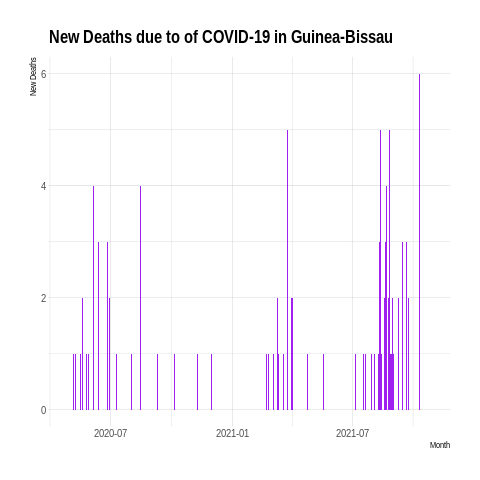 New Deaths due to of COVID-19 in Guinea-Bissau
New Deaths
6
4
2
0
2020-07
2021-01
2021-07
Month